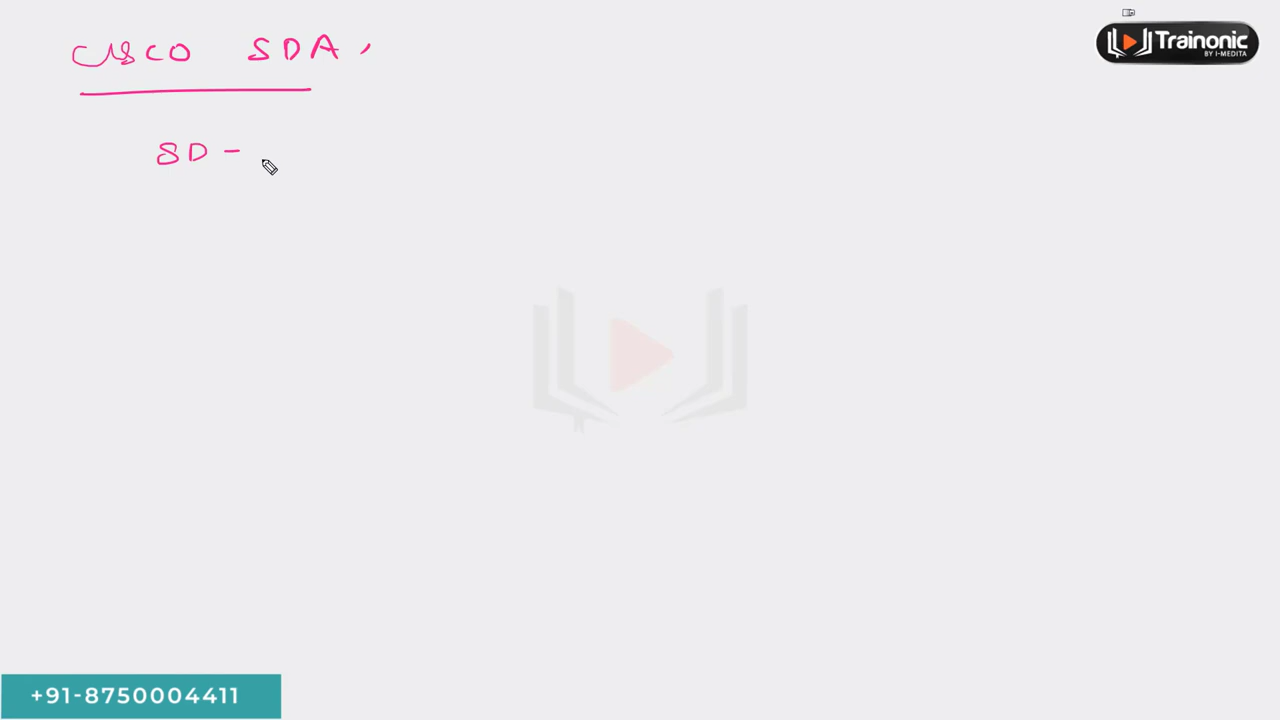 CISCO SDA,
SD -
Trainonic
BY I-MEDITA
+91-8750004411